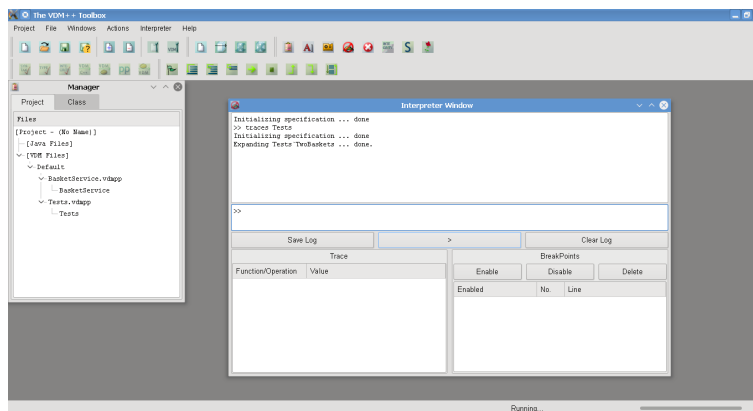 The VDM++ Toolbox
Project File Windows Actions Interpreter Help
Manager
Project Class
Files
[Project - (No Name)]
[Java Files]
[VDM Files]
Default
BasketService.vdmpp
BasketService
Tests.vdmpp
Tests
Interpreter Window
Initializing specification ... done
>> traces Tests
Initializing specification ... done
Expanding Tests`TwoBaskets ... done.
>>
Save Log > Clear Log
Trace BreakPoints
Enable Disable Delete
Function/Operation Value
Enabled No. Line
Running...